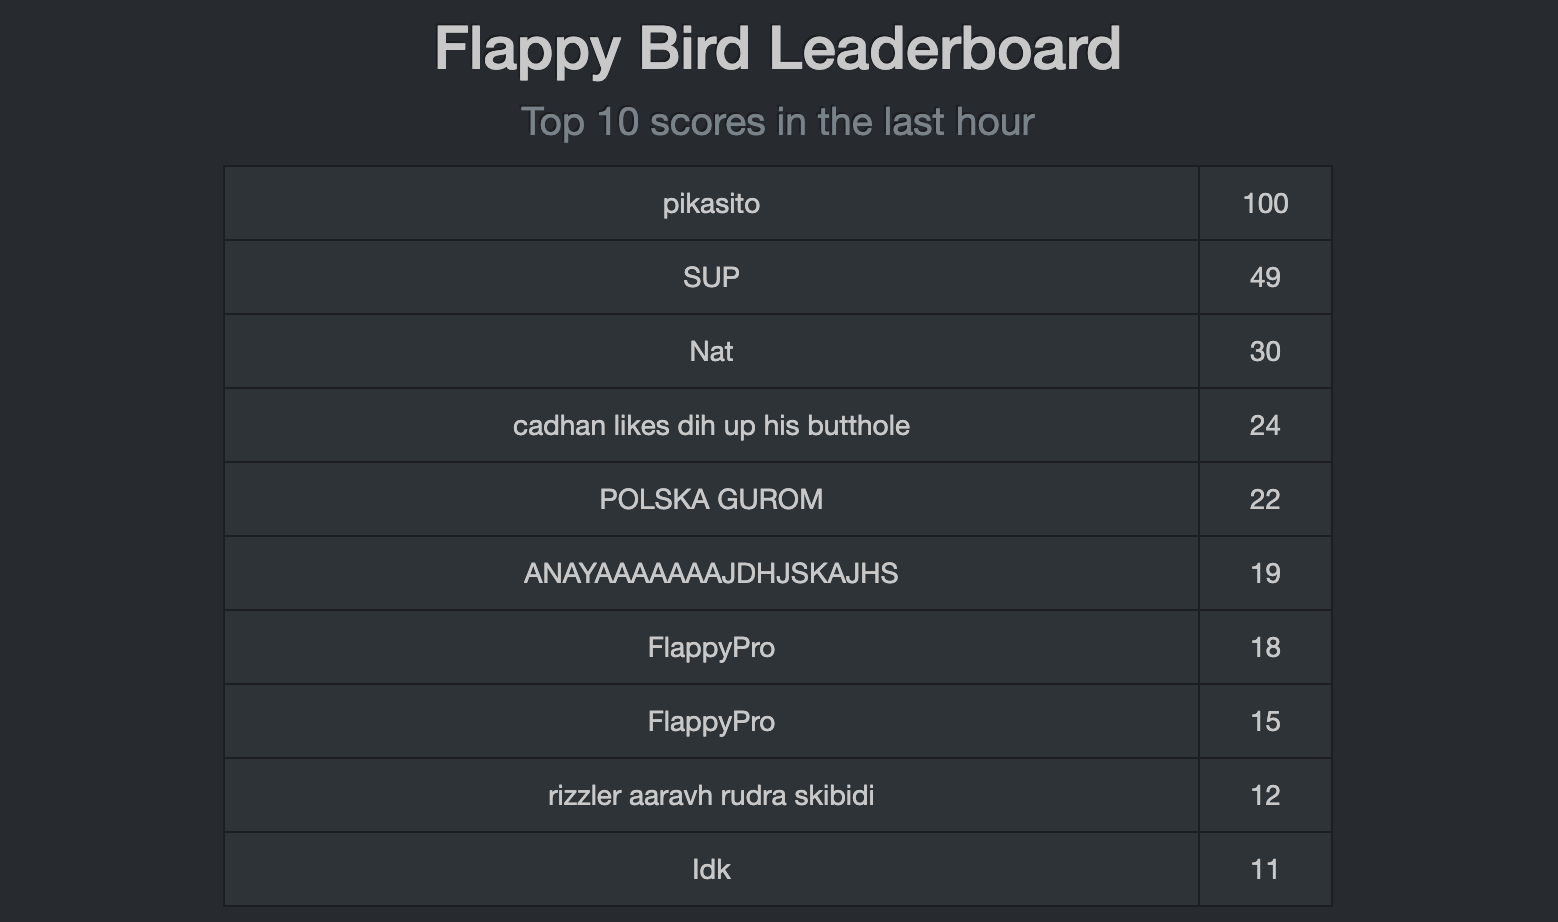 Flappy Bird Leaderboard
Top 10 scores in the last hour
pikasito 100
SUP 49
Nat 30
cadhan likes dih up his butthole 24
POLSKA GUROM 22
ANAYAAAAAAAJDHJSKAJHS 19
FlappyPro 18
FlappyPro 15
rizzler aaravh rudra skibidi 12
Idk 11